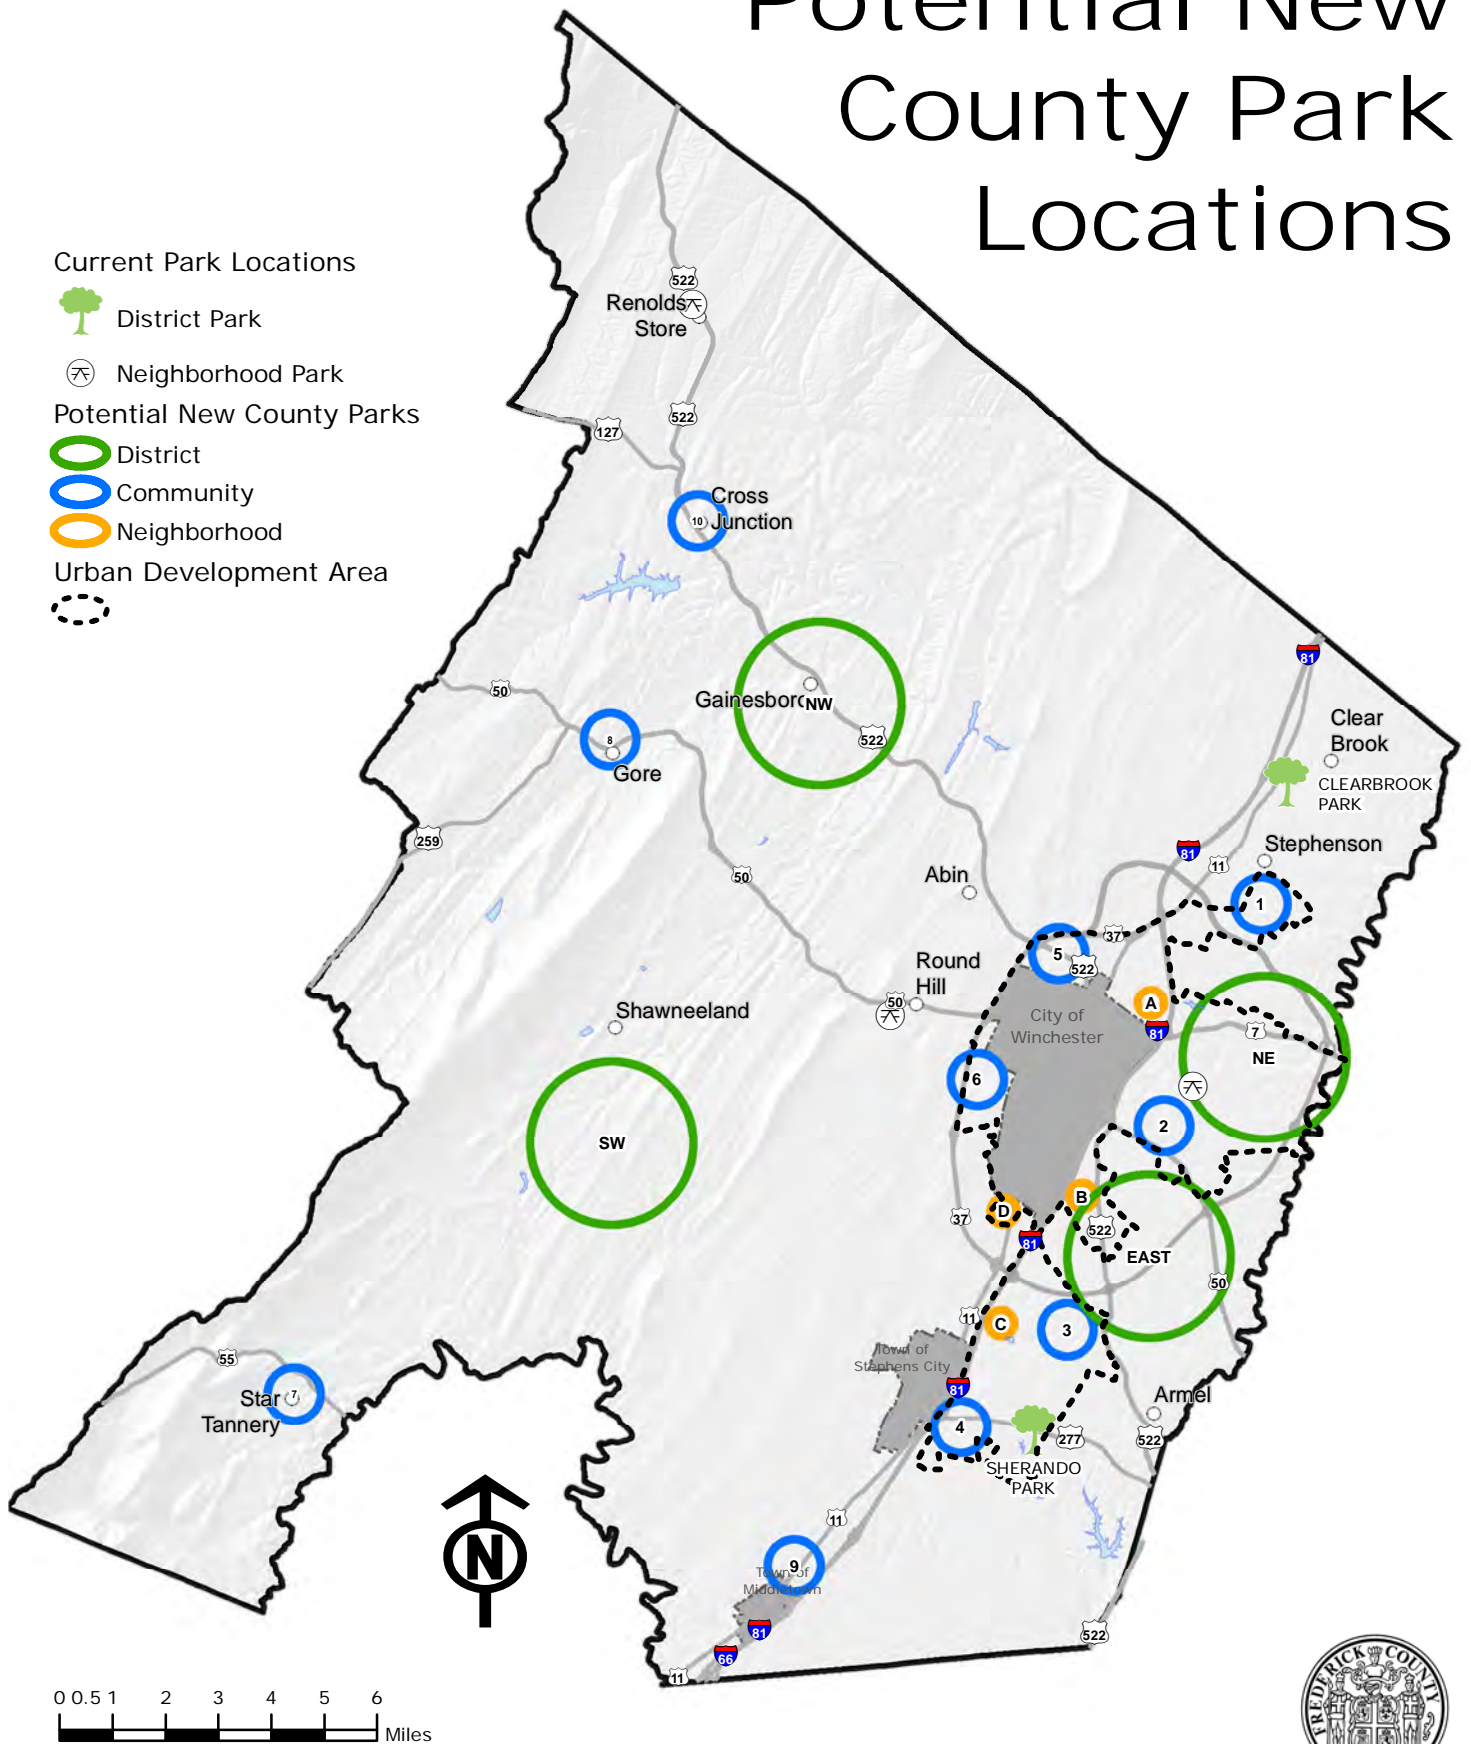 Potential New
County Park
Locations
Current Park Locations
District Park
Neighborhood Park
Potential New County Parks
District
Community
Neighborhood
Urban Development Area
522
Renolds
Store
522
127
Cross
Junction
10
81
50
Gainesboro
NW
522
Clear
Brook
8
Gore
CLEARBROOK
PARK
259
81
11
Stephenson
50
Abin
1
37
5
522
Round
Hill
50
A
City of
Winchester
81
7
NE
Shawneeland
6
2
SW
B
D
37
522
81
EAST
50
11
C
3
Town of
Stephens City
55
81
Star
Tannery
7
Armel
4
277
522
SHERANDO
PARK
11
N
9
Town of
Middletown
81
522
66
11
0 0.5 1 2 3 4 5 6
Miles
FREDERICK COUNTY